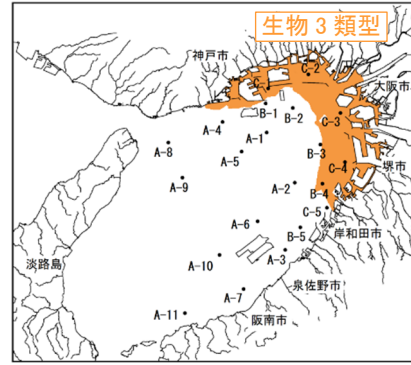 生物3類型
神戸市
C-2
C-1
大阪市
B-1
B-2
C-3
A-4
A-1
A-8
A-5
B-3
C-4
堺市
A-9
A-2
B-4
C-5
A-6
B-5
岸和田市
淡路島
A-10
A-3
泉佐野市
A-7
A-11
阪南市